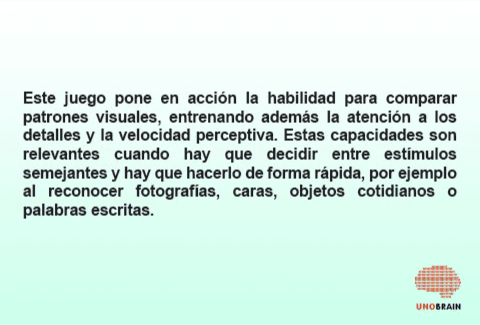 Este juego pone en acción la habilidad para comparar
patrones visuales, entrenando además la atención a los
detalles y la velocidad perceptiva. Estas capacidades son
relevantes cuando hay que decidir entre estímulos
semejantes y hay que hacerlo de forma rápida, por ejemplo
al reconocer fotografías, caras, objetos cotidianos o
palabras escritas.
UNOBRAIN